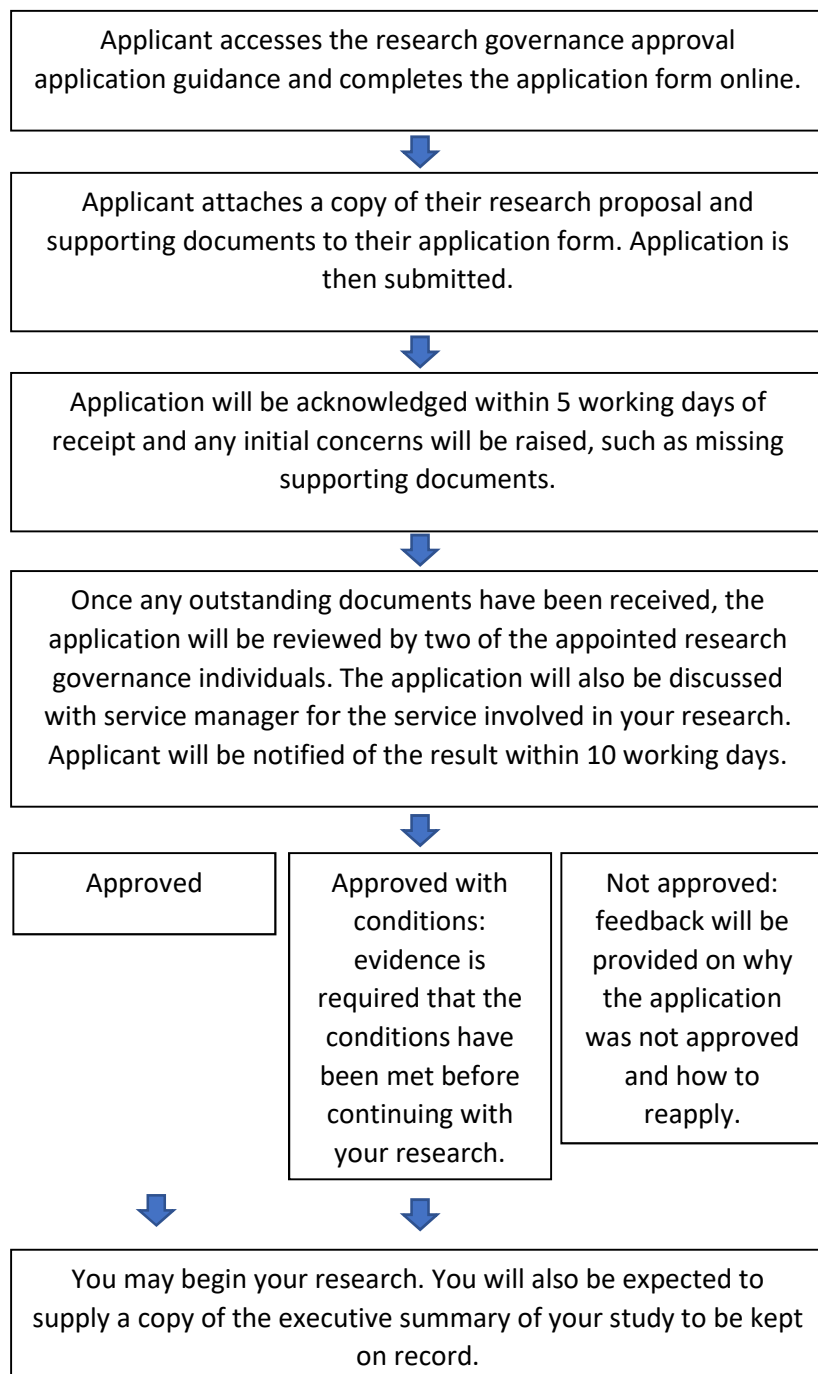 Applicant accesses the research governance approval
application guidance and completes the application form online.
Applicant attaches a copy of their research proposal and
supporting documents to their application form. Application is
then submitted.
Application will be acknowledged within 5 working days of
receipt and any initial concerns will be raised, such as missing
supporting documents.
Once any outstanding documents have been received, the
application will be reviewed by two of the appointed research
governance individuals. The application will also be discussed
with service manager for the service involved in your research.
Applicant will be notified of the result within 10 working days.
Approved
Approved with
conditions:
evidence is
required that the
conditions have
been met before
continuing with
your research.
Not approved:
feedback will be
provided on why
the application
was not approved
and how to
reapply.
You may begin your research. You will also be expected to
supply a copy of the executive summary of your study to be kept
on record.